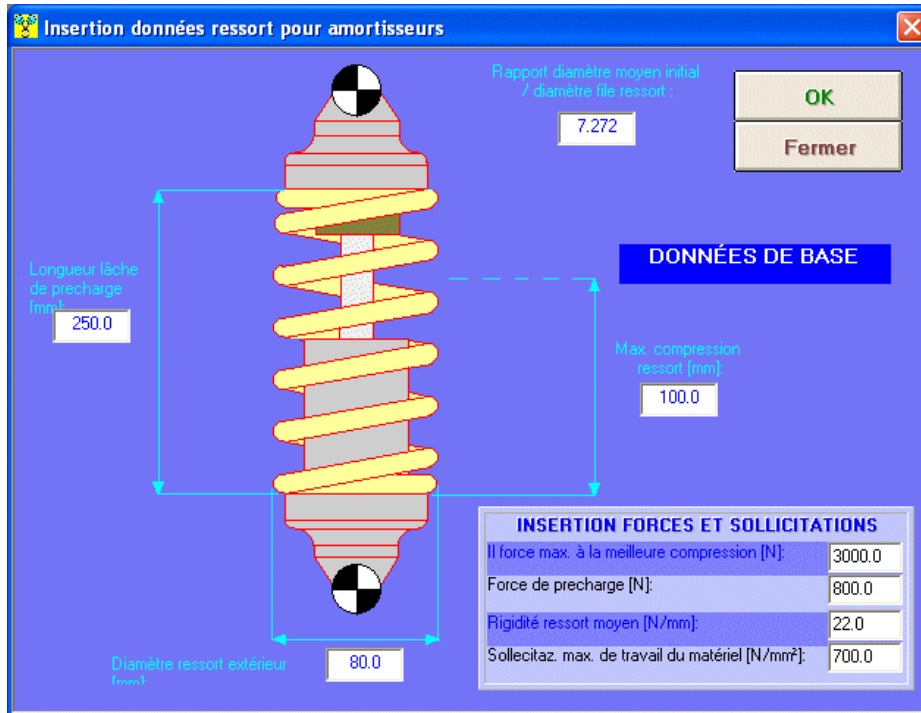 Insertion données ressort pour amortisseurs
Rapport diamètre moyen initial
/ diamètre file ressort :
7.272
OK
Fermer
DONNÉES DE BASE
Longueur lâche
de precharge
[mm]:
250.0
Max. compression
ressort [mm]:
100.0
INSERTION FORCES ET SOLLICITATIONS
Il force max. à la meilleure compression [N]:
3000.0
Force de precharge [N]:
800.0
Rigidité ressort moyen [N/mm]:
22.0
Sollecitaz. max. de travail du matériel [N/mm²]:
700.0
Diamètre ressort extérieur
[mm]:
80.0